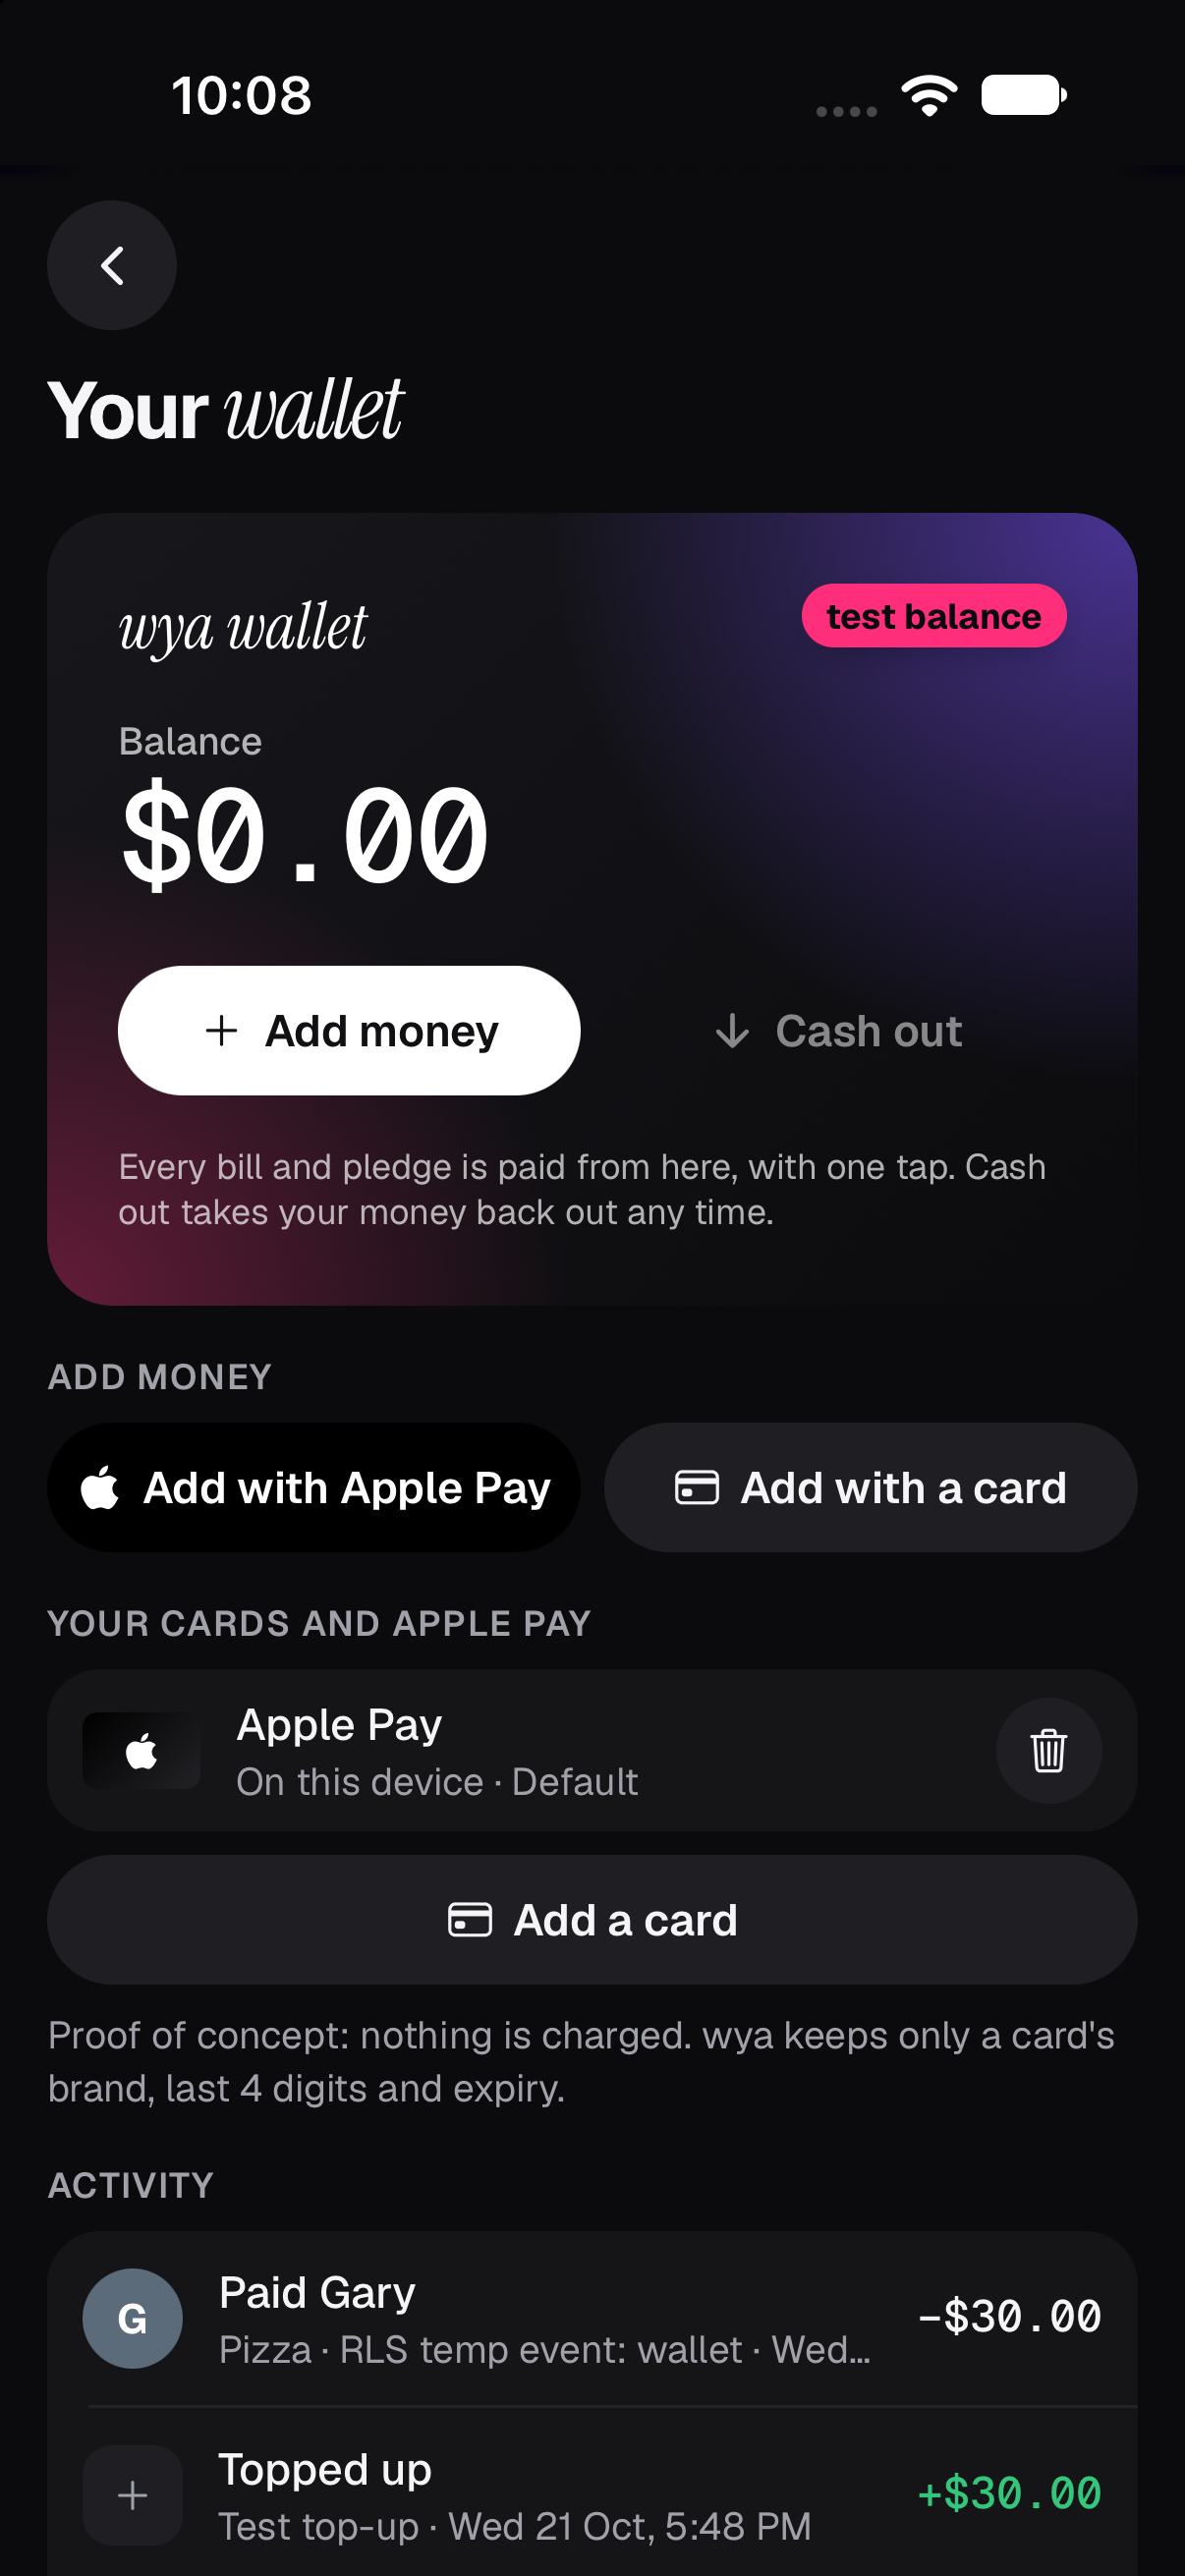 10:08
Your wallet
wya wallet
test balance
Balance
$0.00
+ Add money
Cash out
Every bill and pledge is paid from here, with one tap. Cash
out takes your money back out any time.
ADD MONEY
Add with Apple Pay
Add with a card
YOUR CARDS AND APPLE PAY
Apple Pay
On this device · Default
Add a card
Proof of concept: nothing is charged. wya keeps only a card's
brand, last 4 digits and expiry.
ACTIVITY
G
Paid Gary
−$30.00
Pizza · RLS temp event: wallet · Wed...
Topped up
+$30.00
Test top-up · Wed 21 Oct, 5:48 PM